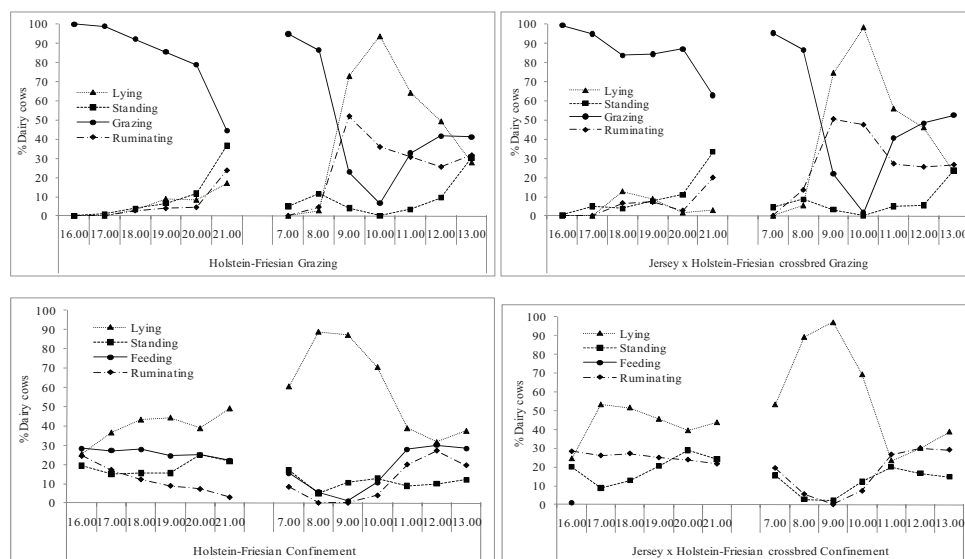 100
90
80
70
60
50
40
30
20
10
0
% Dairy cows
Lying
Standing
Grazing
Ruminating
16.00 17.00 18.00 19.00 20.00 21.00 7.00 8.00 9.00 10.00 11.00 12.00 13.00
Holstein-Friesian Grazing
100
90
80
70
60
50
40
30
20
10
0
% Dairy cows
Lying
Standing
Grazing
Ruminating
16.00 17.00 18.00 19.00 20.00 21.00 7.00 8.00 9.00 10.00 11.00 12.00 13.00
Jersey x Holstein-Friesian crossbred Grazing
100
90
80
70
60
50
40
30
20
10
0
% Dairy cows
Lying
Standing
Feeding
Ruminating
16.00 17.00 18.00 19.00 20.00 21.00 7.00 8.00 9.00 10.00 11.00 12.00 13.00
Holstein-Friesian Confinement
100
90
80
70
60
50
40
30
20
10
0
% Dairy cows
Lying
Standing
Feeding
Ruminating
16.00 17.00 18.00 19.00 20.00 21.00 7.00 8.00 9.00 10.00 11.00 12.00 13.00
Jersey x Holstein-Friesian crossbred Confinement